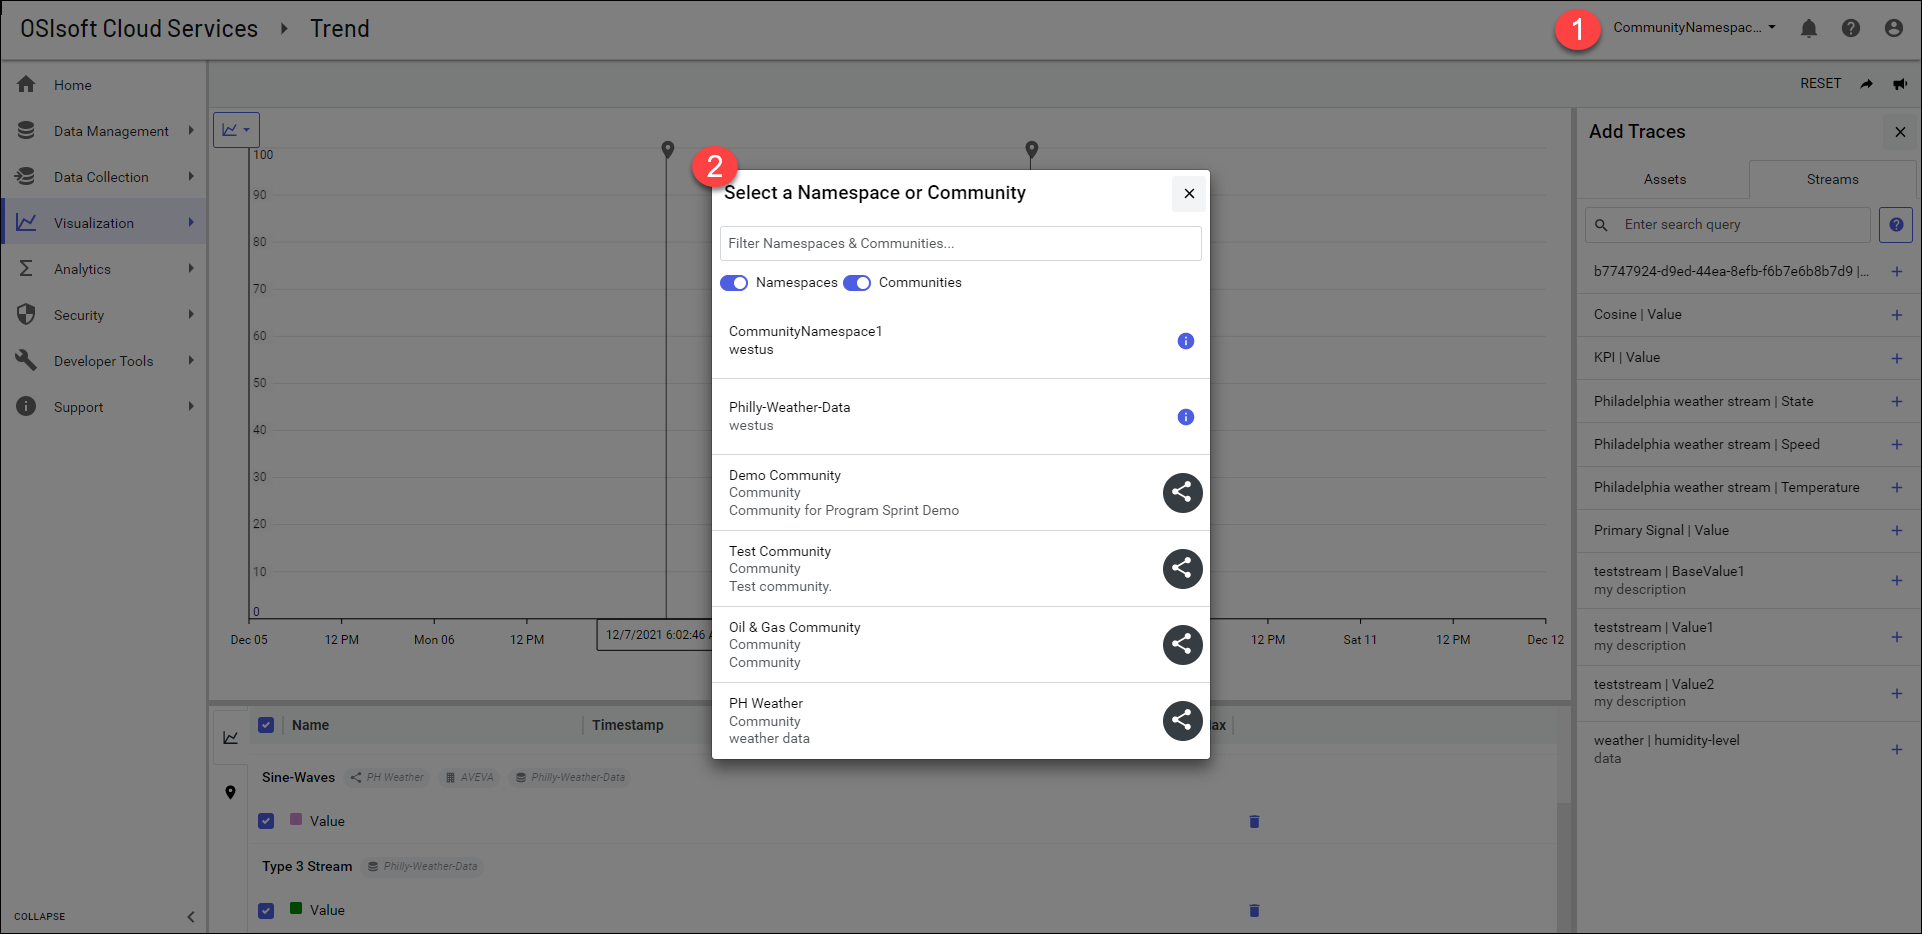 OSIsoft Cloud Services
Trend
1
CommunityNamespac...
Home
Data Management
Data Collection
Visualization
Analytics
Security
Developer Tools
Support
COLLAPSE
RESET
100
90
80
70
60
50
40
30
20
10
0
Dec 05
12 PM
Mon 06
12 PM
12/7/2021 6:02:46
12 PM
Sat 11
12 PM
Dec 12
2
Select a Namespace or Community
Filter Namespaces & Communities...
Namespaces
Communities
CommunityNamespace1
westus
Philly-Weather-Data
westus
Demo Community
Community
Community for Program Sprint Demo
Test Community
Community
Test community.
Oil & Gas Community
Community
Community
PH Weather
Community
weather data
Name
Timestamp
Sine-Waves
PH Weather
AVEVA
Philly-Weather-Data
Value
Type 3 Stream
Philly-Weather-Data
Value
Add Traces
Assets
Streams
Enter search query
b7747924-d9ed-44ea-8efb-f6b7e6b8b7d9 |...
Cosine | Value
KPI | Value
Philadelphia weather stream | State
Philadelphia weather stream | Speed
Philadelphia weather stream | Temperature
Primary Signal | Value
teststream | BaseValue1
my description
teststream | Value1
my description
teststream | Value2
my description
weather | humidity-level
data